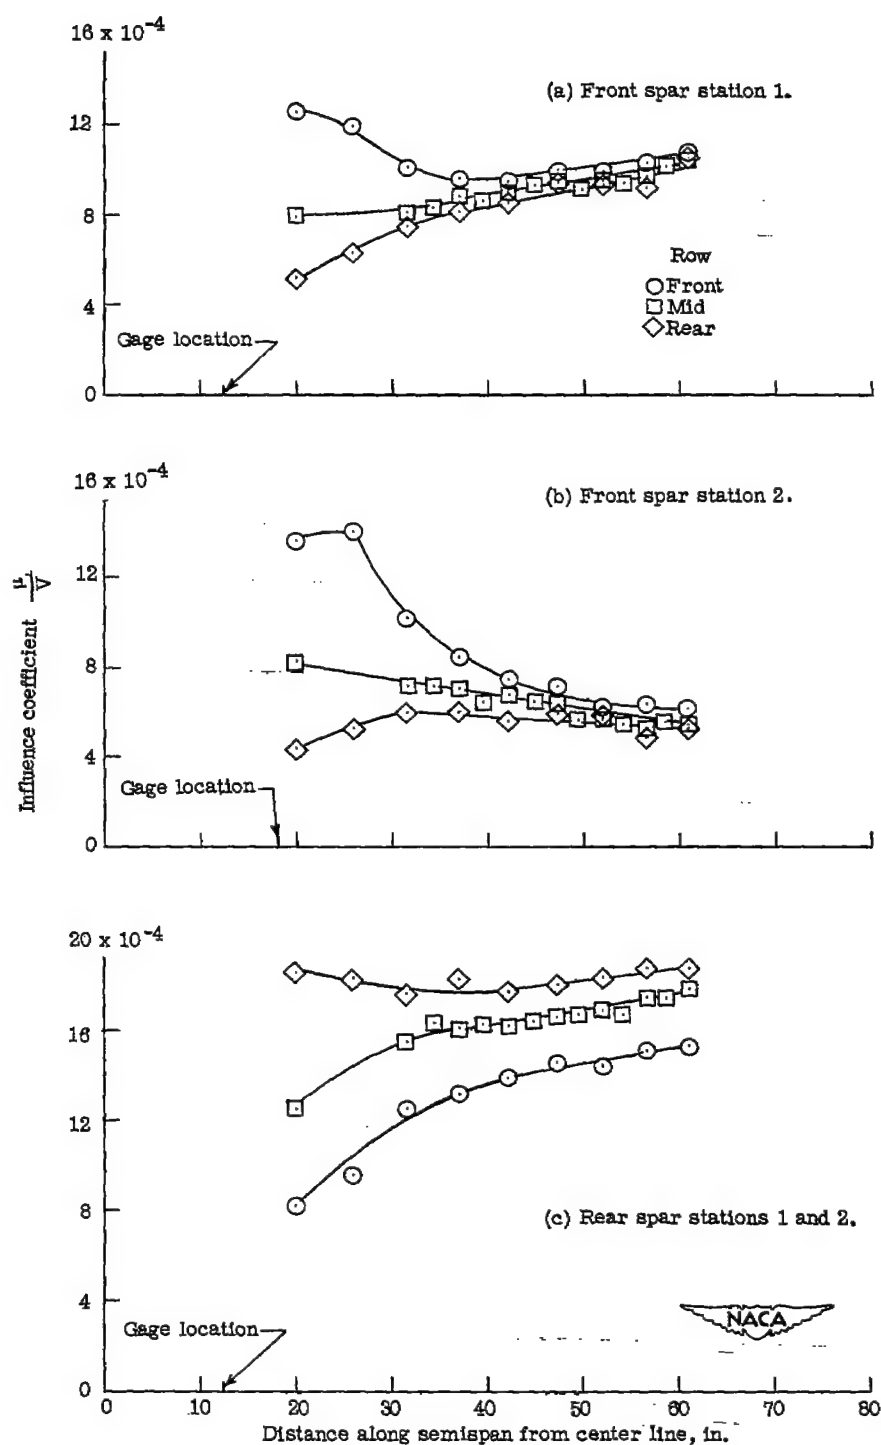 16 x 10-4
(a) Front spar station 1.
12
8
4
0
Row
Front
Mid
Rear
Gage location
16 x 10-4
(b) Front spar station 2.
12
8
4
0
Gage location
Influence coefficient μ/V
20 x 10-4
16
12
8
4
0
(c) Rear spar stations 1 and 2.
Gage location
NACA
0 10 20 30 40 50 60 70 80
Distance along semispan from center line, in.